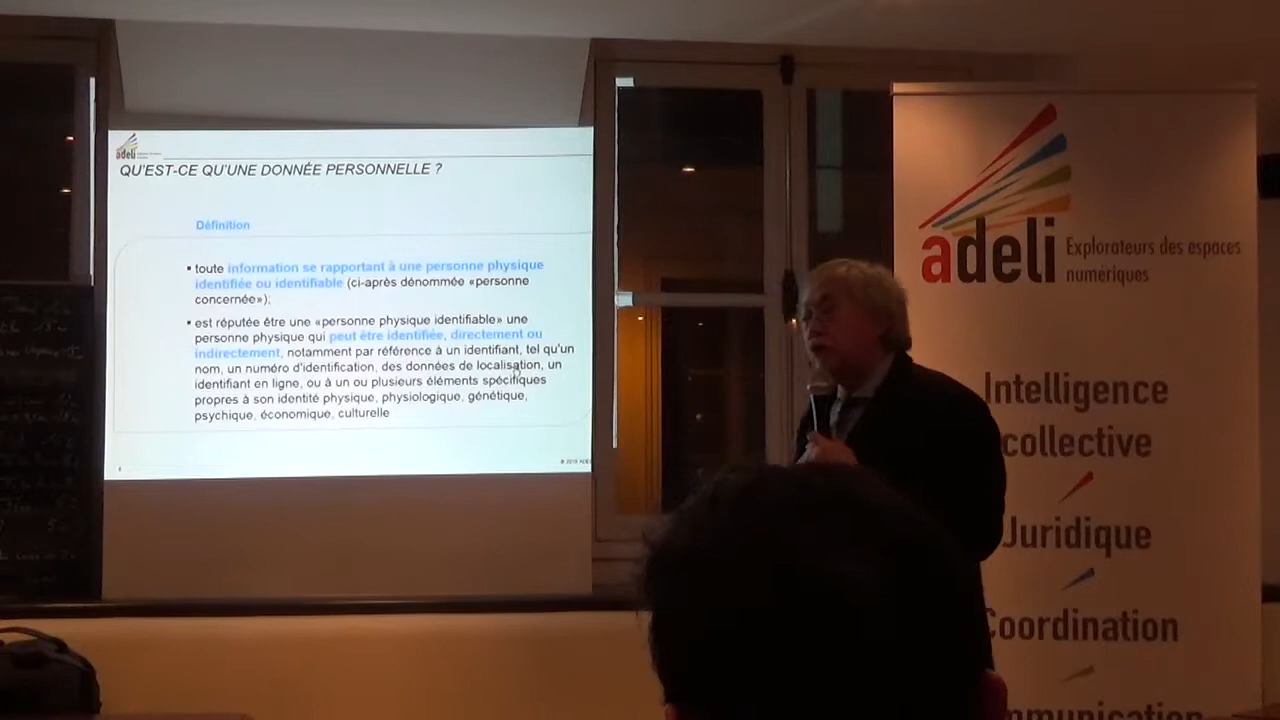 adeli
QU'EST-CE QU'UNE DONNÉE PERSONNELLE ?
Définition
▪ toute information se rapportant à une personne physique
identifiée ou identifiable (ci-après dénommée «personne
concernée»);
▪ est réputée être une «personne physique identifiable» une
personne physique qui peut être identifiée, directement ou
indirectement, notamment par référence à un identifiant, tel qu'un
nom, un numéro d'identification, des données de localisation, un
identifiant en ligne, ou à un ou plusieurs éléments spécifiques
propres à son identité physique, physiologique, génétique,
psychique, économique, culturelle
adeli Explorateurs des espaces
numériques
Intelligence
collective
Juridique
Coordination